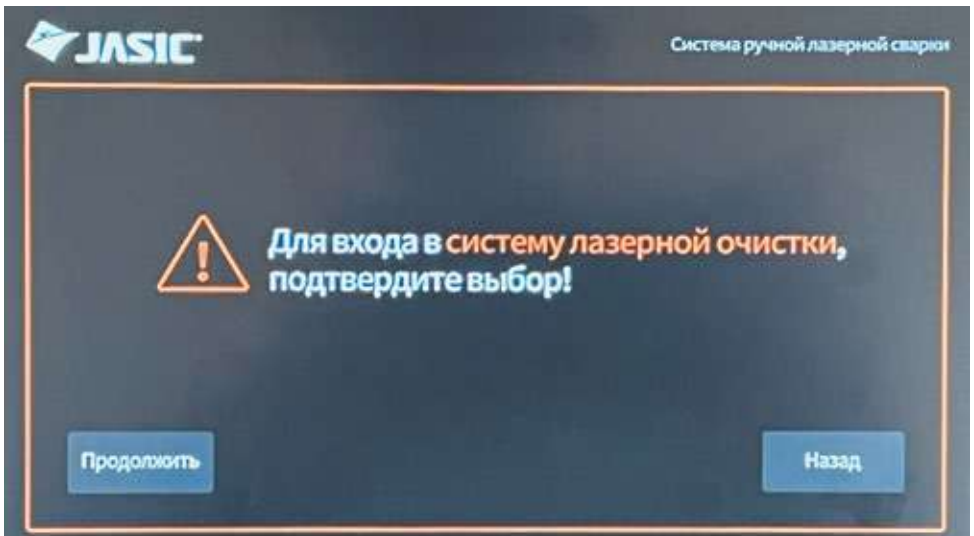 JASIC
Система ручной лазерной сварки
Для входа в систему лазерной очистки,
подтвердите выбор!
Продолжить
Назад